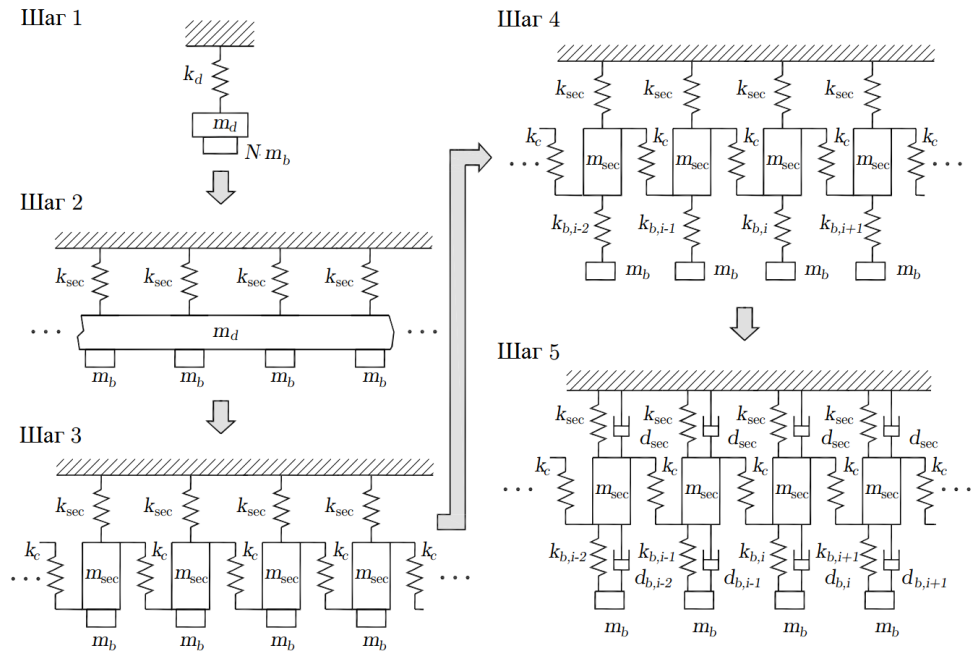 Шаг 1
k_d
m_d
N·m_b
Шаг 2
k_sec k_sec k_sec k_sec
··· m_d ···
m_b m_b m_b m_b
Шаг 3
k_sec k_sec k_sec k_sec
k_c k_c k_c k_c k_c
··· m_sec m_sec m_sec m_sec ···
m_b m_b m_b m_b
Шаг 4
k_sec k_sec k_sec k_sec
k_c k_c k_c k_c k_c
··· m_sec m_sec m_sec m_sec ···
k_b,i-2 k_b,i-1 k_b,i k_b,i+1
m_b m_b m_b m_b
Шаг 5
k_sec k_sec k_sec k_sec
d_sec d_sec d_sec d_sec
k_c k_c k_c k_c k_c
··· m_sec m_sec m_sec m_sec ···
k_b,i-2 k_b,i-1 k_b,i k_b,i+1
d_b,i-2 d_b,i-1 d_b,i d_b,i+1
m_b m_b m_b m_b